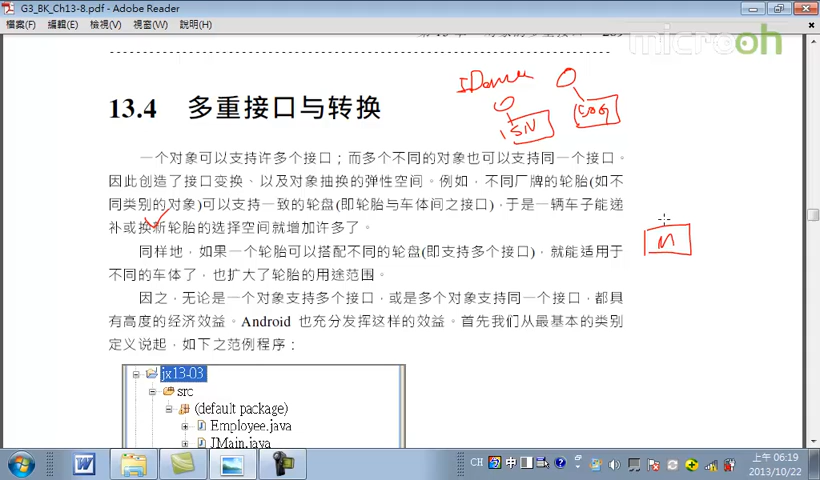 G3_BK_Ch13-8.pdf - Adobe Reader
檔案(F) 編輯(E) 檢視(V) 視窗(W) 說明(H)
microoh
13.4 多重接口与转换
一个对象可以支持许多个接口；而多个不同的对象也可以支持同一个接口。
因此创造了接口变换、以及对象抽换的弹性空间。例如，不同厂牌的轮胎(如不
同类别的对象)可以支持一致的轮盘(即轮胎与车体间之接口)，于是一辆车子能递
补或换新轮胎的选择空间就增加许多了。
同样地，如果一个轮胎可以搭配不同的轮盘(即支持多个接口)，就能适用于
不同的车体了，也扩大了轮胎的用途范围。
因之，无论是一个对象支持多个接口，或是多个对象支持同一个接口，都具
有高度的经济效益。Android 也充分发挥这样的效益。首先我们从最基本的类别
定义说起，如下之范例程序：
M
jx13-03
src
(default package)
Employee.java
JMain.java
CH 中
上午 06:19
2013/10/22